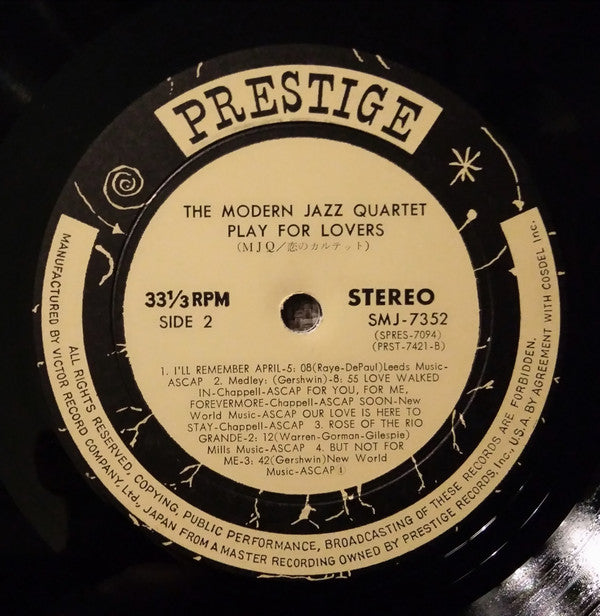 PRESTIGE
THE MODERN JAZZ QUARTET
PLAY FOR LOVERS
(MJQ/恋のカルテット)
33⅓ RPM
SIDE 2
STEREO
SMJ-7352
(SPRES-7094)
(PRST-7421-B)
1. I'LL REMEMBER APRIL-5: 08(Raye-DePaul)Leeds Music-
ASCAP 2. Medley: (Gershwin)-8: 55 LOVE WALKED
IN-Chappell-ASCAP FOR YOU, FOR ME,
FOREVERMORE-Chappell-ASCAP SOON-New
World Music-ASCAP OUR LOVE IS HERE TO
STAY-Chappell-ASCAP 3. ROSE OF THE RIO
GRANDE-2: 12(Warren-Gorman-Gillespie)
Mills Music-ASCAP 4. BUT NOT FOR
ME-3: 42(Gershwin)New World
Music-ASCAP ①
ALL RIGHTS RESERVED, COPYING, PUBLIC PERFORMANCE, BROADCASTING OF THESE RECORDS ARE FORBIDDEN.
MANUFACTURED BY VICTOR RECORD COMPANY, Ltd., JAPAN FROM A MASTER RECORDING OWNED BY PRESTIGE RECORDS, Inc., U.S.A. BY AGREEMENT WITH COSDEL Inc.